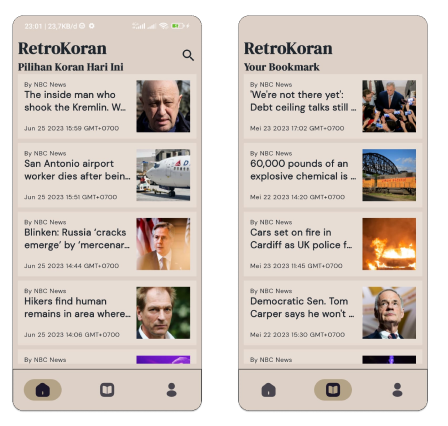 23:51 | 23,7KB/d
RetroKoran
Pilihan Koran Hari Ini
By NBC News
The inside man who
shook the Kremlin. W...
Jun 25 2023 15:59 GMT+0700
By NBC News
San Antonio airport
worker dies after bein...
Jun 25 2023 15:51 GMT+0700
By NBC News
Blinken: Russia ‘cracks
emerge’ by ‘mercenar...
Jun 25 2023 14:44 GMT+0700
By NBC News
Hikers find human
remains in area where...
Jun 25 2023 14:06 GMT+0700
By NBC News
RetroKoran
Your Bookmark
By NBC News
'We're not there yet':
Debt ceiling talks still ...
Mei 23 2023 17:02 GMT+0700
By NBC News
60,000 pounds of an
explosive chemical is ...
Mei 22 2023 14:20 GMT+0700
By NBC News
Cars set on fire in
Cardiff as UK police f...
Mei 23 2023 11:45 GMT+0700
By NBC News
Democratic Sen. Tom
Carper says he won't ...
Mei 22 2023 15:30 GMT+0700
By NBC News